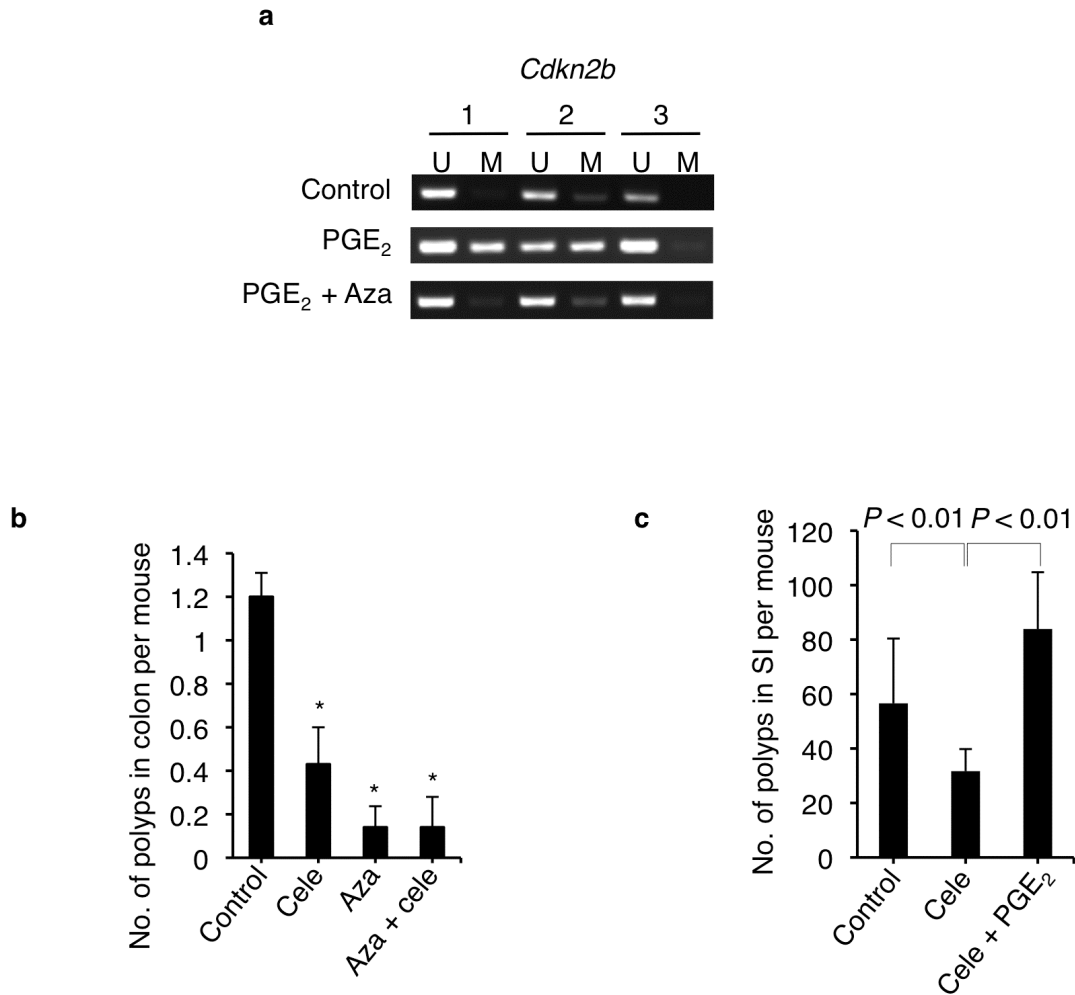 a
Cdkn2b
1 2 3
U M U M U M
Control
PGE2
PGE2 + Aza
b
No. of polyps in colon per mouse
1.4
1.2
1
0.8
0.6
0.4
0.2
0
*
*
*
Control
Cele
Aza
Aza + cele
c
No. of polyps in SI per mouse
P < 0.01 P < 0.01
120
100
80
60
40
20
0
Control
Cele
Cele + PGE2